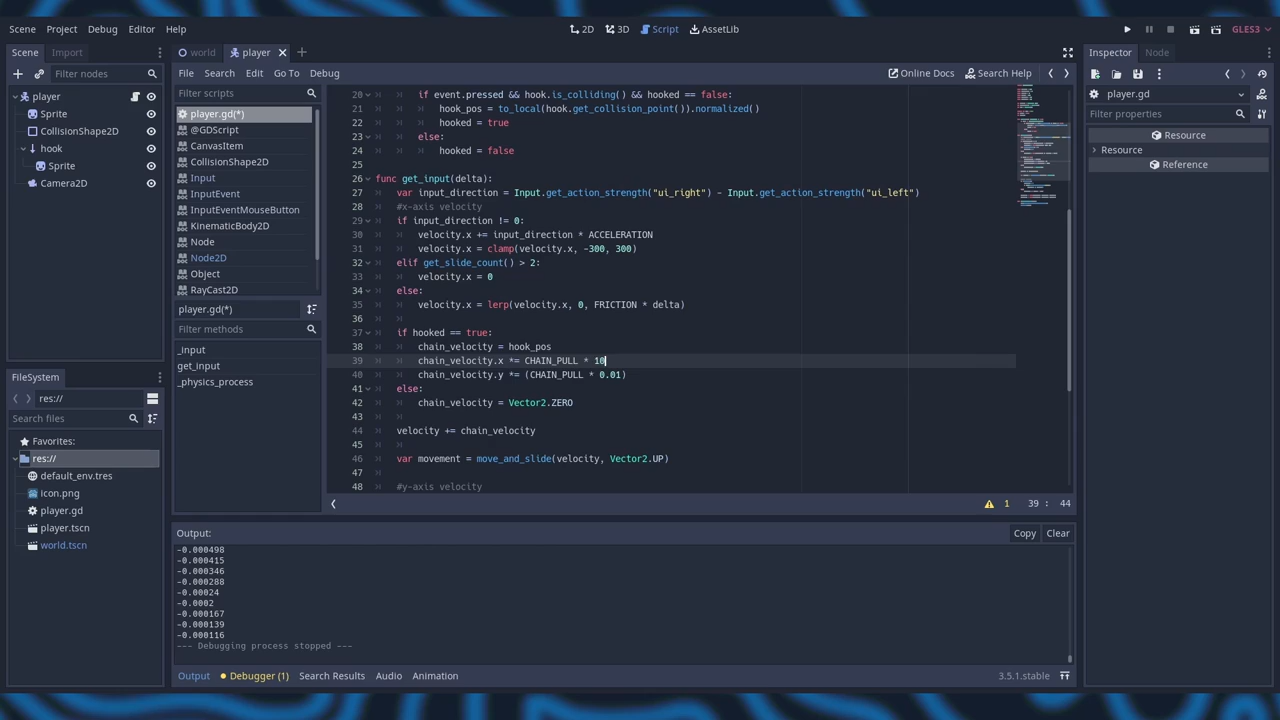 Scene Project Debug Editor Help
2D 3D Script AssetLib
GLES3
Scene Import
Filter nodes
player
Sprite
CollisionShape2D
hook
Sprite
Camera2D
FileSystem
res://
Search files
Favorites:
res://
default_env.tres
icon.png
player.gd
player.tscn
world.tscn
world player
File Search Edit Go To Debug
Online Docs Search Help
Filter scripts
player.gd(*)
@GDScript
CanvasItem
CollisionShape2D
Input
InputEvent
InputEventMouseButton
KinematicBody2D
Node
Node2D
Object
RayCast2D
player.gd(*)
Filter methods
_input
get_input
_physics_process
20 if event.pressed && hook.is_colliding() && hooked == false:
21 hook_pos = to_local(hook.get_collision_point()).normalized()
22 hooked = true
23 else:
24 hooked = false
25
26 func get_input(delta):
27 var input_direction = Input.get_action_strength("ui_right") - Input.get_action_strength("ui_left")
28 #x-axis velocity
29 if input_direction != 0:
30 velocity.x += input_direction * ACCELERATION
31 velocity.x = clamp(velocity.x, -300, 300)
32 elif get_slide_count() > 2:
33 velocity.x = 0
34 else:
35 velocity.x = lerp(velocity.x, 0, FRICTION * delta)
36
37 if hooked == true:
38 chain_velocity = hook_pos
39 chain_velocity.x *= CHAIN_PULL * 10
40 chain_velocity.y *= (CHAIN_PULL * 0.01)
41 else:
42 chain_velocity = Vector2.ZERO
43
44 velocity += chain_velocity
45
46 var movement = move_and_slide(velocity, Vector2.UP)
47
48 #y-axis velocity
1 39 : 44
Output:
Copy Clear
-0.000498
-0.000415
-0.000346
-0.000288
-0.00024
-0.0002
-0.000167
-0.000139
-0.000116
--- Debugging process stopped ---
Output Debugger (1) Search Results Audio Animation
3.5.1.stable
Inspector Node
player.gd
Filter properties
Resource
Resource
Reference